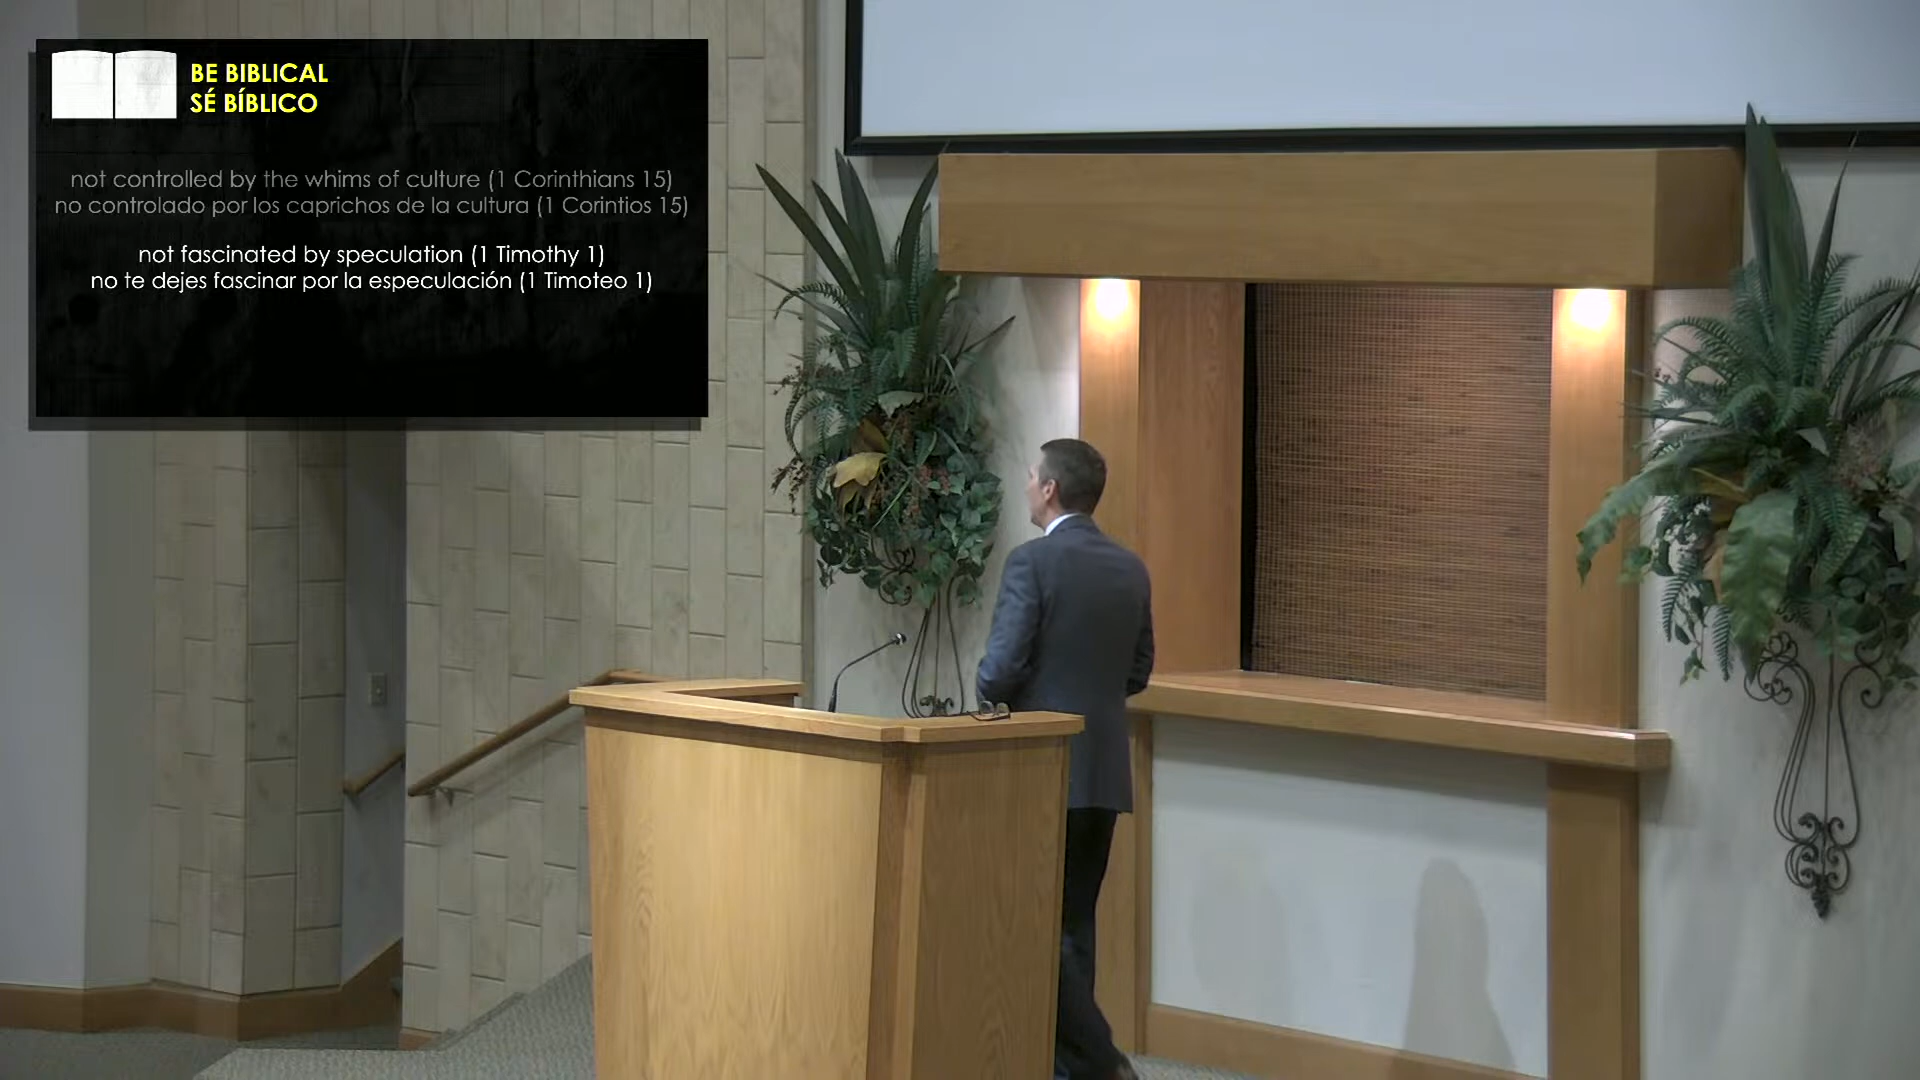 BE BIBLICAL
SÉ BÍBLICO
not controlled by the whims of culture (1 Corinthians 15)
no controlado por los caprichos de la cultura (1 Corintios 15)
not fascinated by speculation (1 Timothy 1)
no te dejes fascinar por la especulación (1 Timoteo 1)